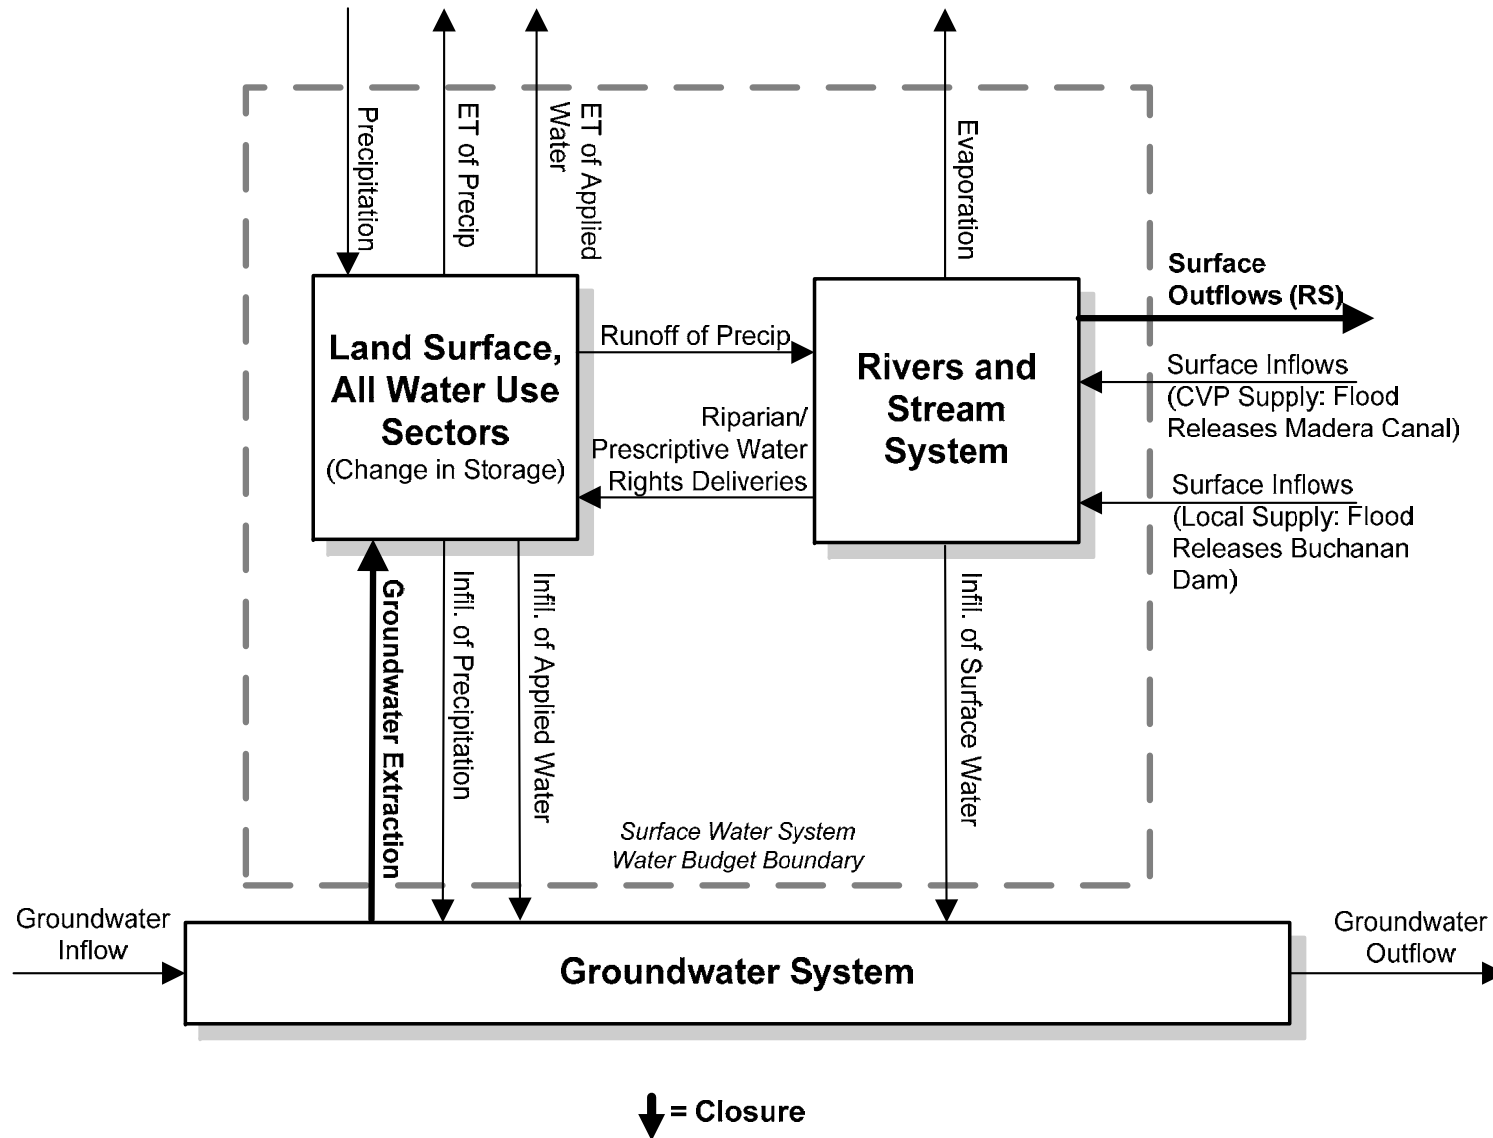 Precipitation
ET of Precip
ET of Applied
Water
Evaporation
Surface
Outflows (RS)
Land Surface,
All Water Use
Sectors
(Change in Storage)
Runoff of Precip
Riparian/
Prescriptive Water
Rights Deliveries
Rivers and
Stream
System
Surface Inflows
(CVP Supply: Flood
Releases Madera Canal)
Surface Inflows
(Local Supply: Flood
Releases Buchanan
Dam)
Groundwater Extraction
Infil. of Precipitation
Infil. of Applied Water
Infil. of Surface Water
Surface Water System
Water Budget Boundary
Groundwater
Inflow
Groundwater System
Groundwater
Outflow
= Closure